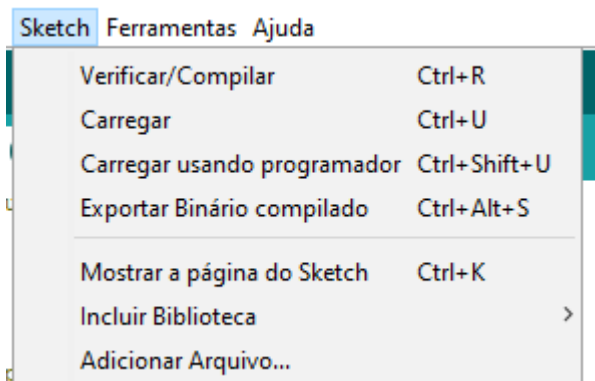 Sketch Ferramentas Ajuda
Verificar/Compilar Ctrl+R
Carregar Ctrl+U
Carregar usando programador Ctrl+Shift+U
Exportar Binário compilado Ctrl+Alt+S
Mostrar a página do Sketch Ctrl+K
Incluir Biblioteca
Adicionar Arquivo...